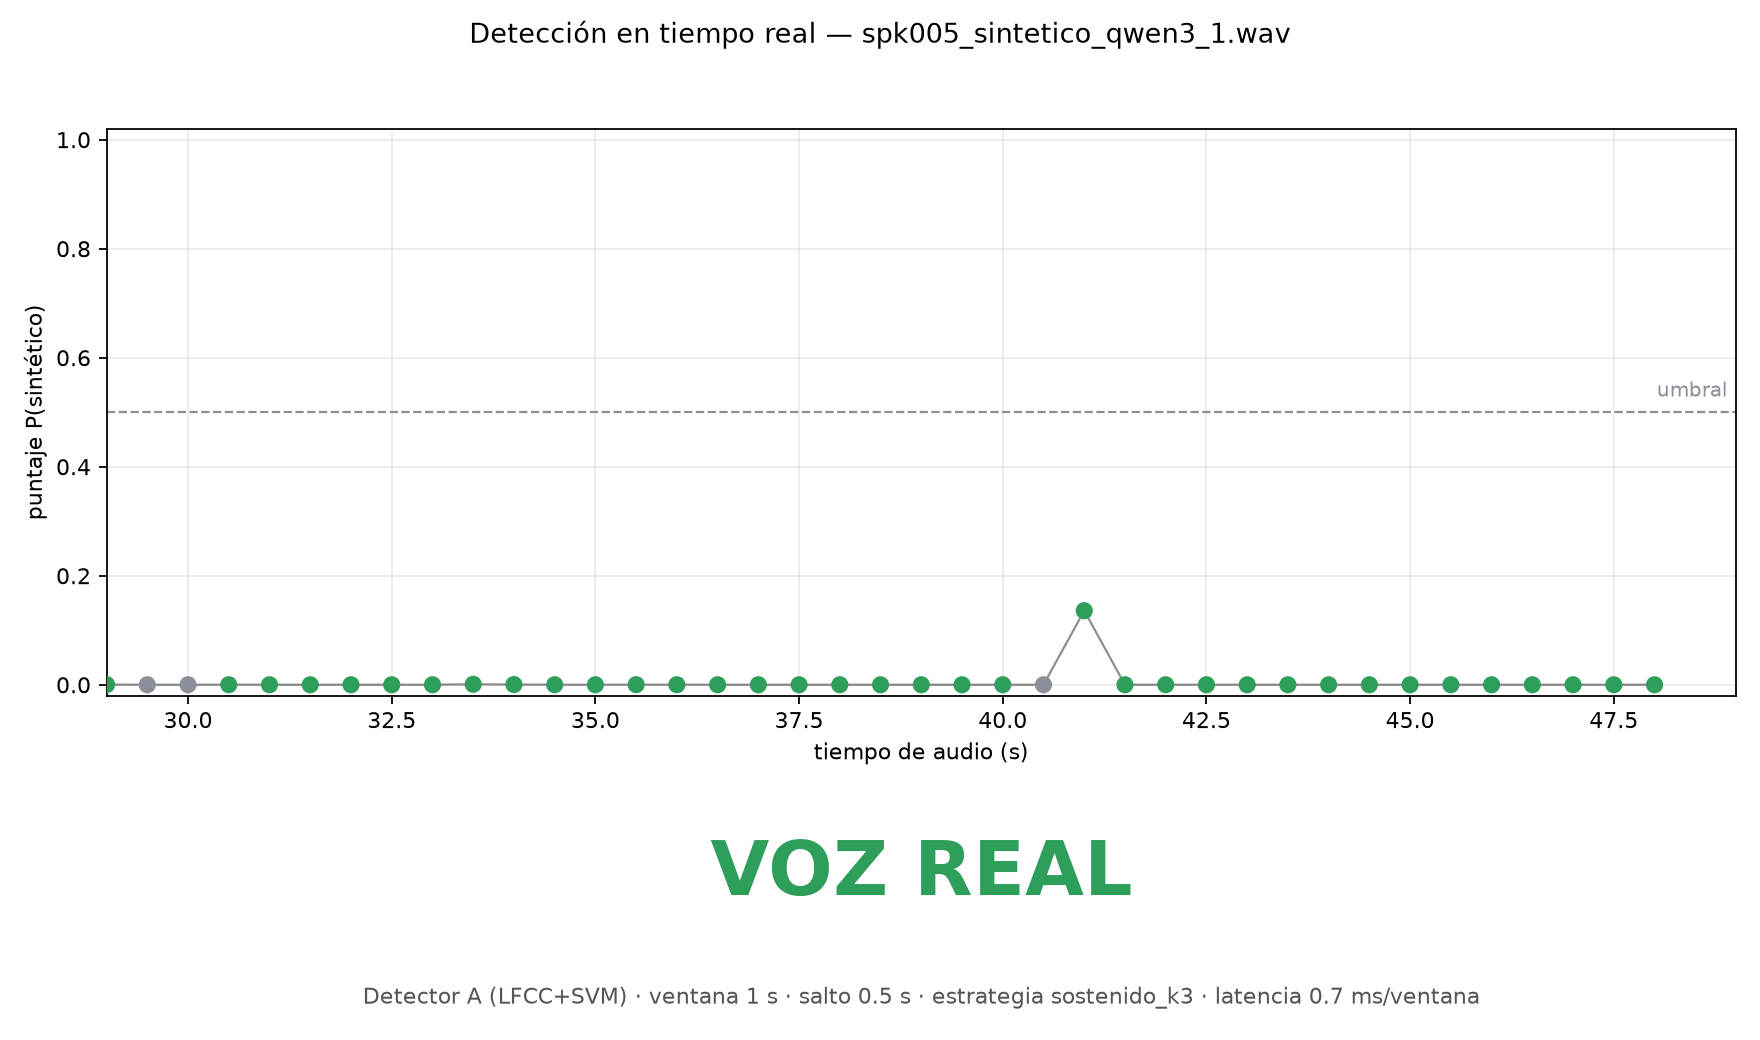 Detección en tiempo real — spk005_sintetico_qwen3_1.wav
1.0
0.8
0.6
umbral
0.4
0.2
0.0
puntaje P(sintético)
30.0 32.5 35.0 37.5 40.0 42.5 45.0 47.5
tiempo de audio (s)
VOZ REAL
Detector A (LFCC+SVM) · ventana 1 s · salto 0.5 s · estrategia sostenido_k3 · latencia 0.7 ms/ventana